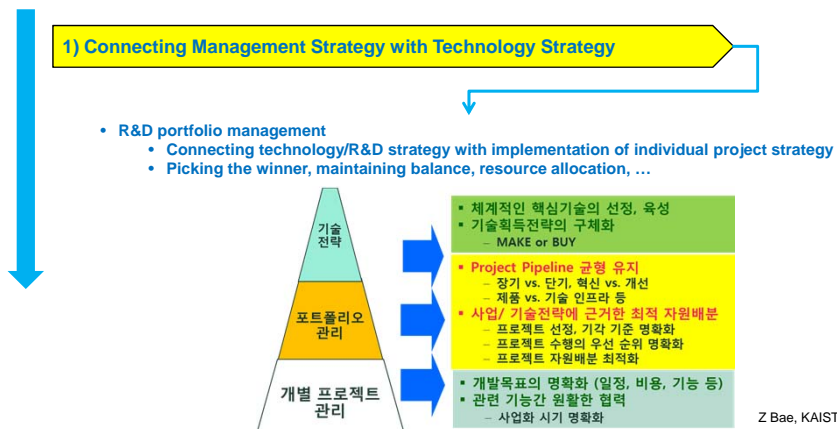 1) Connecting Management Strategy with Technology Strategy
• R&D portfolio management
• Connecting technology/R&D strategy with implementation of individual project strategy
• Picking the winner, maintaining balance, resource allocation, …
기술
전략
▪ 체계적인 핵심기술의 선정, 육성
▪ 기술획득전략의 구체화
– MAKE or BUY
포트폴리오
관리
▪ Project Pipeline 균형 유지
– 장기 vs. 단기, 혁신 vs. 개선
– 제품 vs. 기술 인프라 등
▪ 사업/ 기술전략에 근거한 최적 자원배분
– 프로젝트 선정, 기각 기준 명확화
– 프로젝트 수행의 우선 순위 명확화
– 프로젝트 자원배분 최적화
개별 프로젝트
관리
▪ 개발목표의 명확화 (일정, 비용, 기능 등)
▪ 관련 기능간 원활한 협력
– 사업화 시기 명확화
Z Bae, KAIST